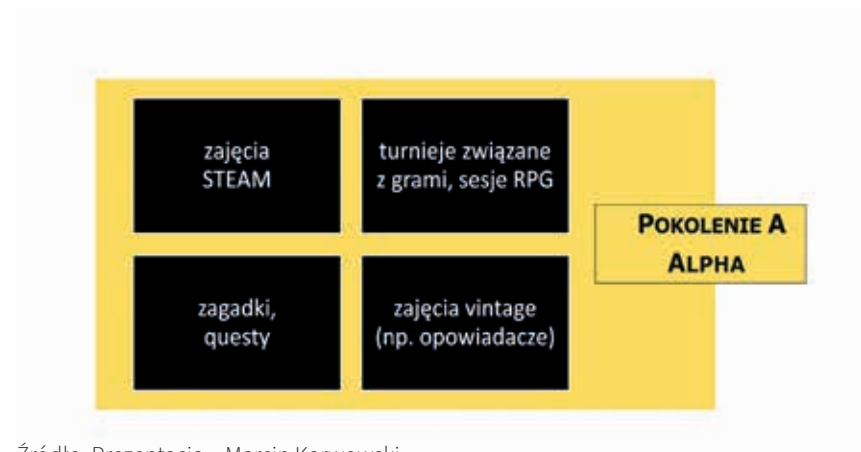 zajęcia
STEAM
turnieje związane
z grami, sesje RPG
POKOLENIE A
ALPHA
zagadki,
questy
zajęcia vintage
(np. opowiadacze)